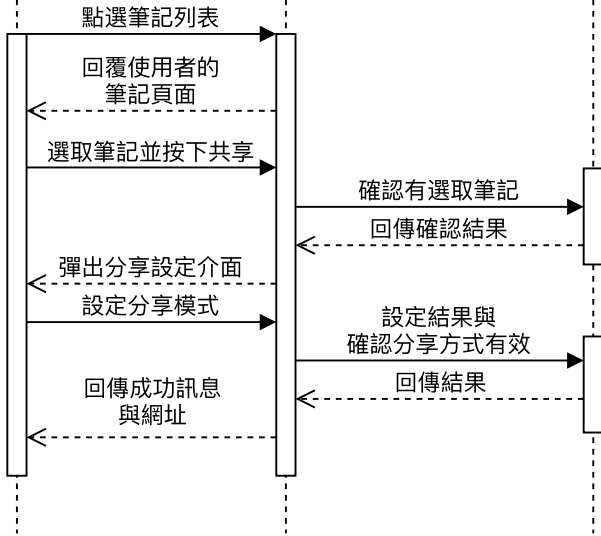 點選筆記列表
回覆使用者的
筆記頁面
選取筆記並按下共享
確認有選取筆記
回傳確認結果
彈出分享設定介面
設定分享模式
設定結果與
確認分享方式有效
回傳結果
回傳成功訊息
與網址